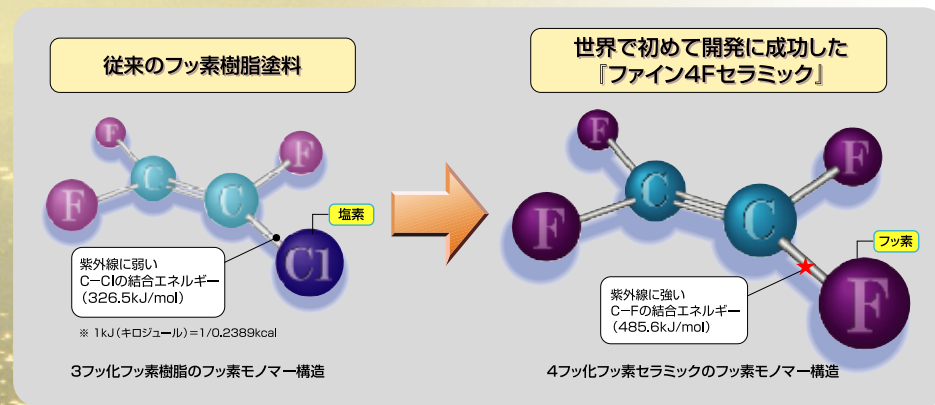 従来のフッ素樹脂塗料
世界で初めて開発に成功した
『ファイン4Fセラミック』
F
F
F
C
C
Cl
塩素
紫外線に弱い
C−Clの結合エネルギー
(326.5kJ/mol)
※ 1kJ(キロジュール)=1/0.2389kcal
3フッ化フッ素樹脂のフッ素モノマー構造
F
F
F
C
C
F
フッ素
紫外線に強い
C−Fの結合エネルギー
(485.6kJ/mol)
4フッ化フッ素セラミックのフッ素モノマー構造